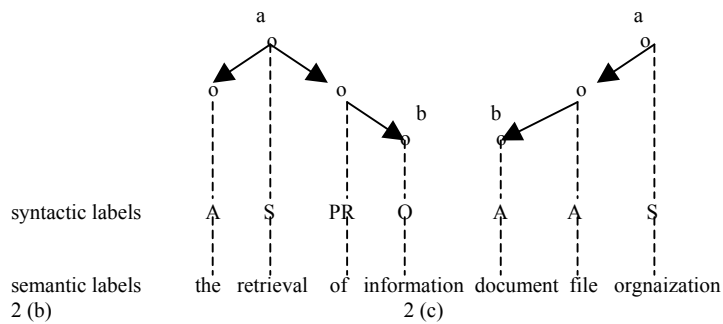 a a
o o
o o o
b b
o o
syntactic labels A S PR O A A S
semantic labels the retrieval of information document file orgnaization
2 (b) 2 (c)